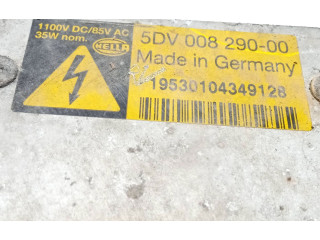 1100V DC/85V AC
35W nom.
HELLA
5DV 008 290-00
Made in Germany
19530104349128